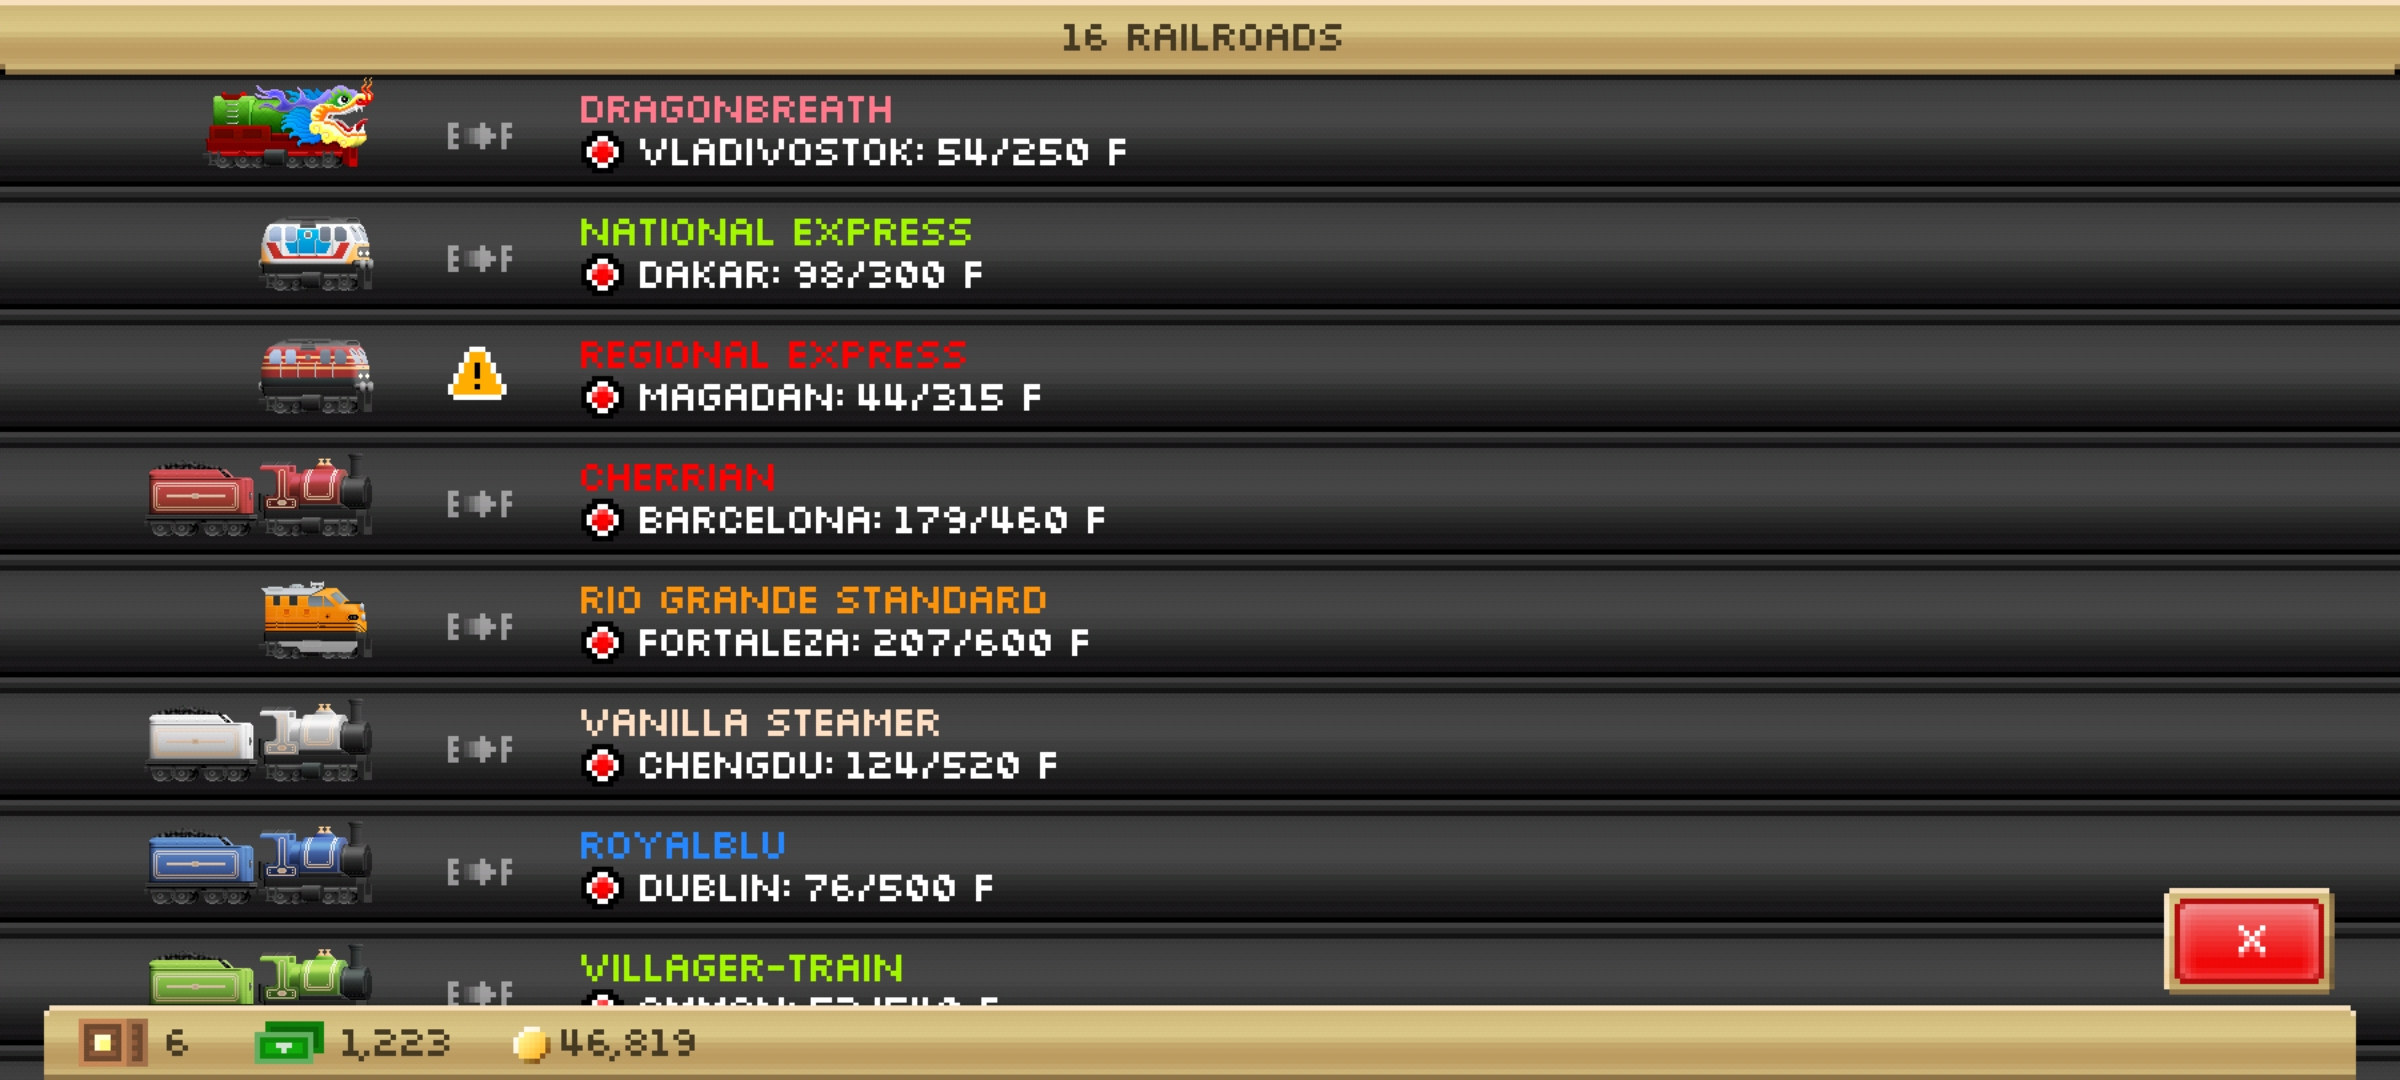 16 RAILROADS
DRAGONBREATH
E F
VLADIVOSTOK: 54/250 F
NATIONAL EXPRESS
E F
DAKAR: 98/300 F
REGIONAL EXPRESS
MAGADAN: 44/315 F
CHERRIAN
E F
BARCELONA: 179/460 F
RIO GRANDE STANDARD
E F
FORTALEZA: 207/600 F
VANILLA STEAMER
E F
CHENGDU: 124/520 F
ROYALBLU
E F
DUBLIN: 76/500 F
VILLAGER-TRAIN
E F
X
6 1,223 46,819